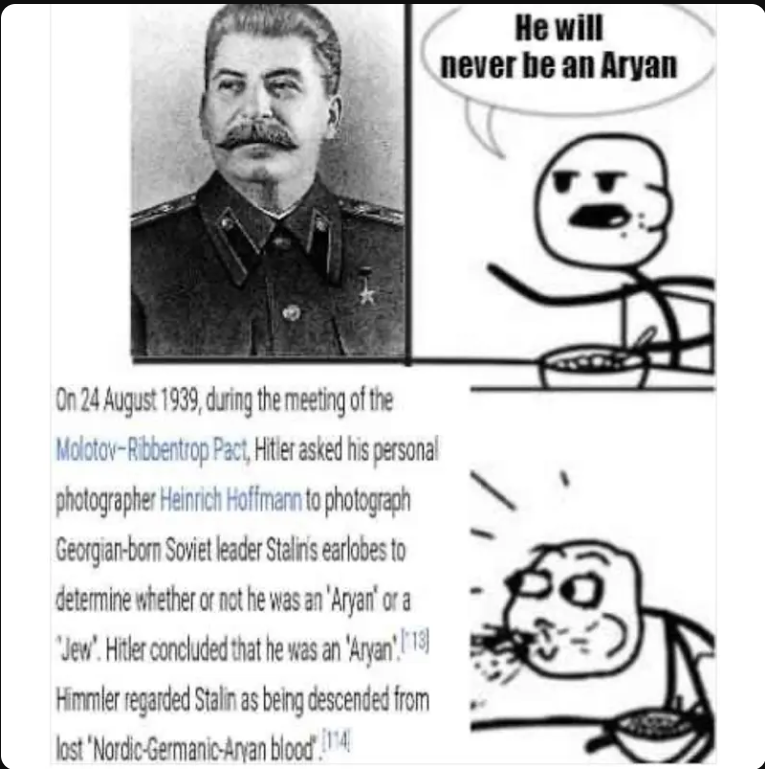 He will
never be an Aryan
On 24 August 1939, during the meeting of the
Molotov–Ribbentrop Pact, Hitler asked his personal
photographer Heinrich Hoffmann to photograph
Georgian-born Soviet leader Stalin's earlobes to
determine whether or not he was an 'Aryan' or a
'Jew'. Hitler concluded that he was an 'Aryan'.[113]
Himmler regarded Stalin as being descended from
lost "Nordic-Germanic-Aryan blood".[114]